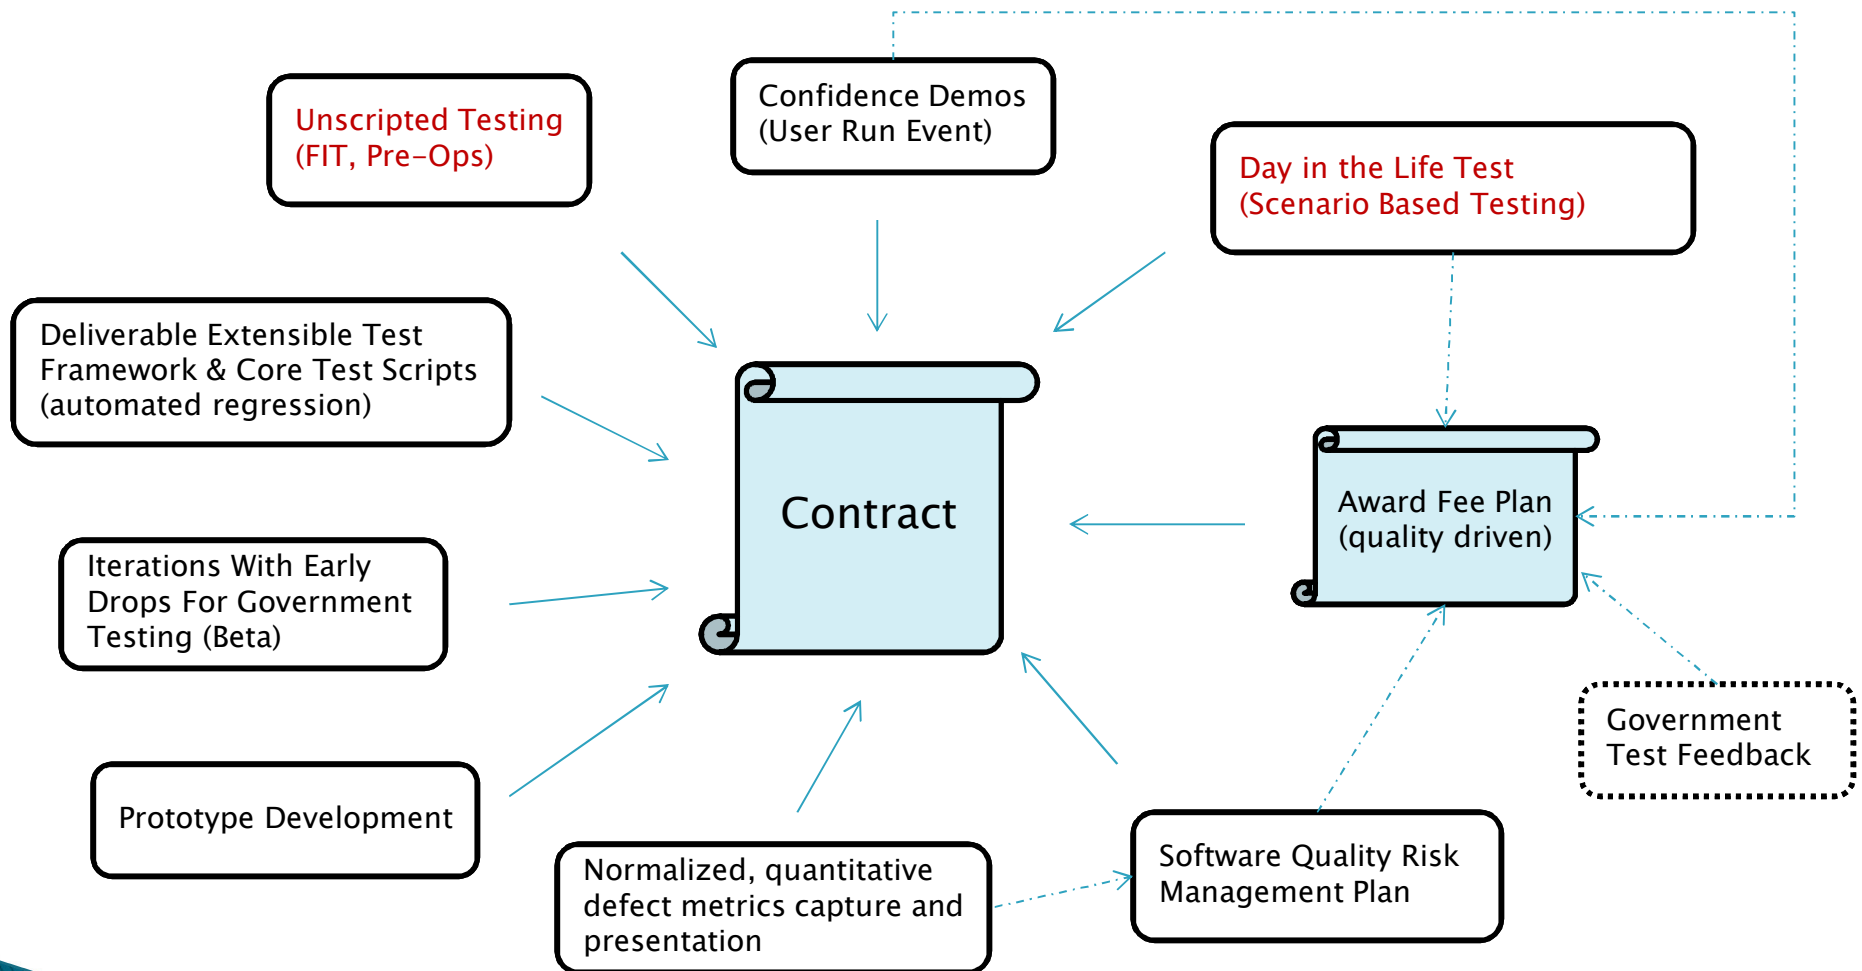 Unscripted Testing
(FIT, Pre-Ops)
Confidence Demos
(User Run Event)
Day in the Life Test
(Scenario Based Testing)
Deliverable Extensible Test
Framework & Core Test Scripts
(automated regression)
Contract
Award Fee Plan
(quality driven)
Iterations With Early
Drops For Government
Testing (Beta)
Government
Test Feedback
Prototype Development
Normalized, quantitative
defect metrics capture and
presentation
Software Quality Risk
Management Plan